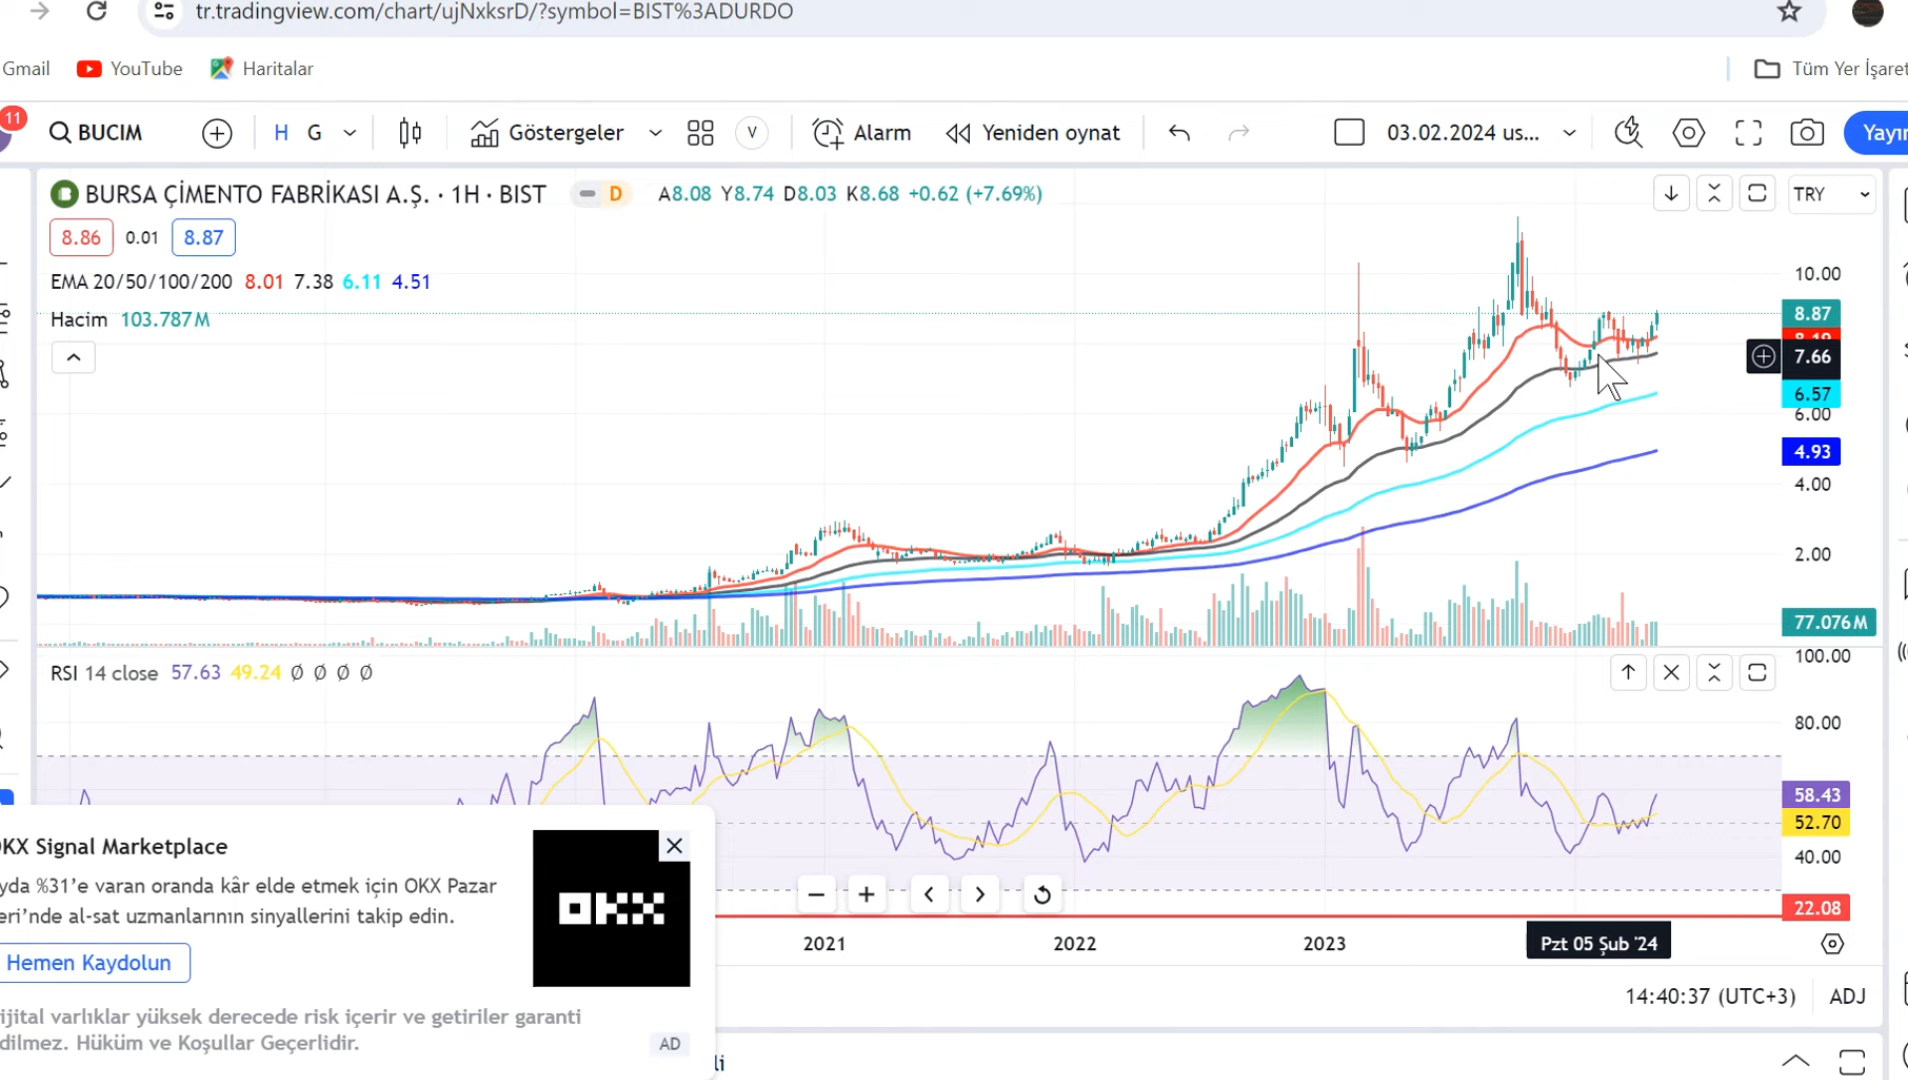 tr.tradingview.com/chart/ujNxksrD/?symbol=BIST%3ADURDO
Gmail YouTube Haritalar Tüm Yer İşaret
11 BUCIM H G Göstergeler V Alarm Yeniden oynat 03.02.2024 us... Yayın
BURSA ÇİMENTO FABRİKASI A.Ş. · 1H · BIST D A8.08 Y8.74 D8.03 K8.68 +0.62 (+7.69%) TRY
8.86 0.01 8.87
EMA 20/50/100/200 8.01 7.38 6.11 4.51
Hacim 103.787M
10.00
8.87
7.66
6.57
6.00
4.93
4.00
2.00
77.076M
RSI 14 close 57.63 49.24 Ø Ø Ø Ø
100.00
80.00
58.43
52.70
40.00
22.08
2021 2022 2023 Pzt 05 Şub '24
14:40:37 (UTC+3) ADJ
OKX Signal Marketplace
yda %31'e varan oranda kâr elde etmek için OKX Pazar
eri'nde al-sat uzmanlarının sinyallerini takip edin.
OKX
Hemen Kaydolun
ijital varlıklar yüksek derecede risk içerir ve getiriler garanti
dilmez. Hüküm ve Koşullar Geçerlidir.
AD